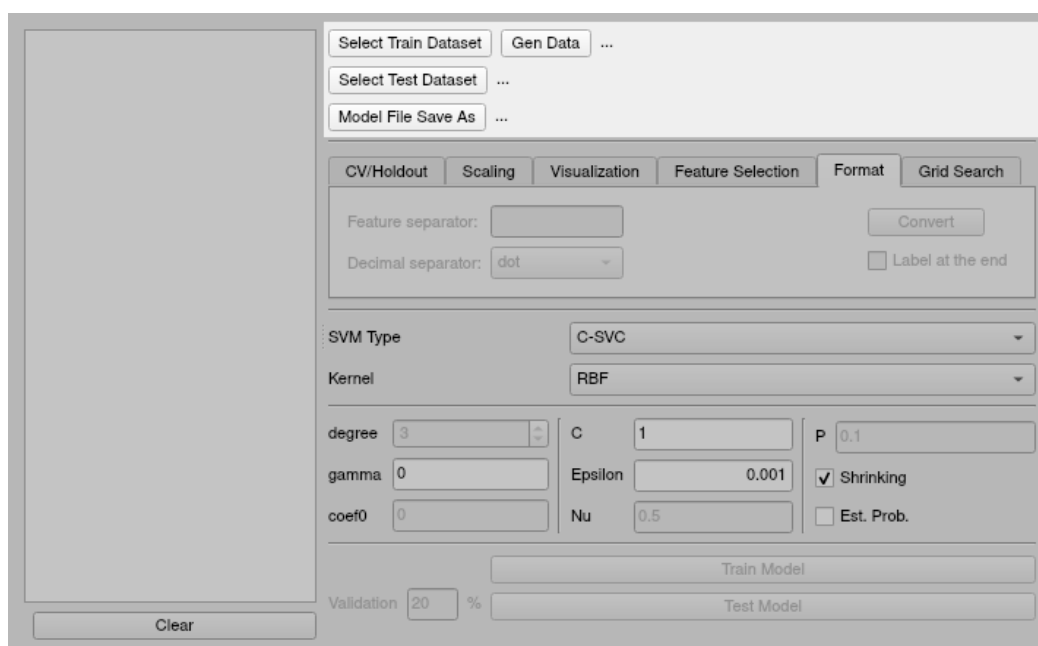 Select Train Dataset Gen Data ...
Select Test Dataset ...
Model File Save As ...
CV/Holdout Scaling Visualization Feature Selection Format Grid Search
Feature separator: Convert
Decimal separator: dot Label at the end
SVM Type C-SVC
Kernel RBF
degree 3 C 1 P 0.1
gamma 0 Epsilon 0.001 Shrinking
coef0 0 Nu 0.5 Est. Prob.
Train Model
Validation 20 % Test Model
Clear